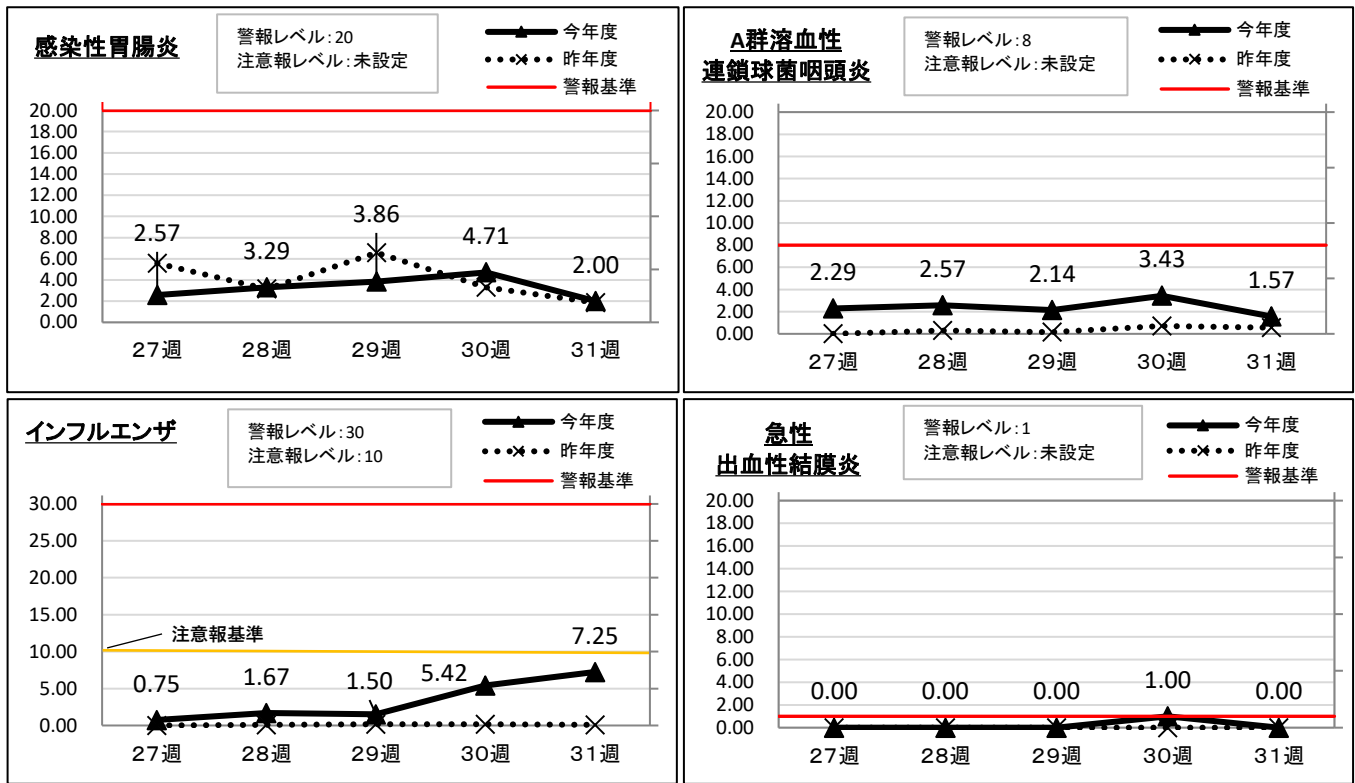 感染性胃腸炎
警報レベル:20
注意報レベル:未設定
今年度
昨年度
警報基準
20.00
18.00
16.00
14.00
12.00
10.00
8.00
6.00
4.00
2.00
0.00
2.57
3.29
3.86
4.71
2.00
27週
28週
29週
30週
31週
A群溶血性
連鎖球菌咽頭炎
警報レベル:8
注意報レベル:未設定
今年度
昨年度
警報基準
20.00
18.00
16.00
14.00
12.00
10.00
8.00
6.00
4.00
2.00
0.00
2.29
2.57
2.14
3.43
1.57
27週
28週
29週
30週
31週
インフルエンザ
警報レベル:30
注意報レベル:10
今年度
昨年度
警報基準
30.00
25.00
20.00
15.00
10.00
5.00
0.00
注意報基準
0.75
1.67
1.50
5.42
7.25
27週
28週
29週
30週
31週
急性
出血性結膜炎
警報レベル:1
注意報レベル:未設定
今年度
昨年度
警報基準
20.00
18.00
16.00
14.00
12.00
10.00
8.00
6.00
4.00
2.00
0.00
0.00
0.00
0.00
1.00
0.00
27週
28週
29週
30週
31週